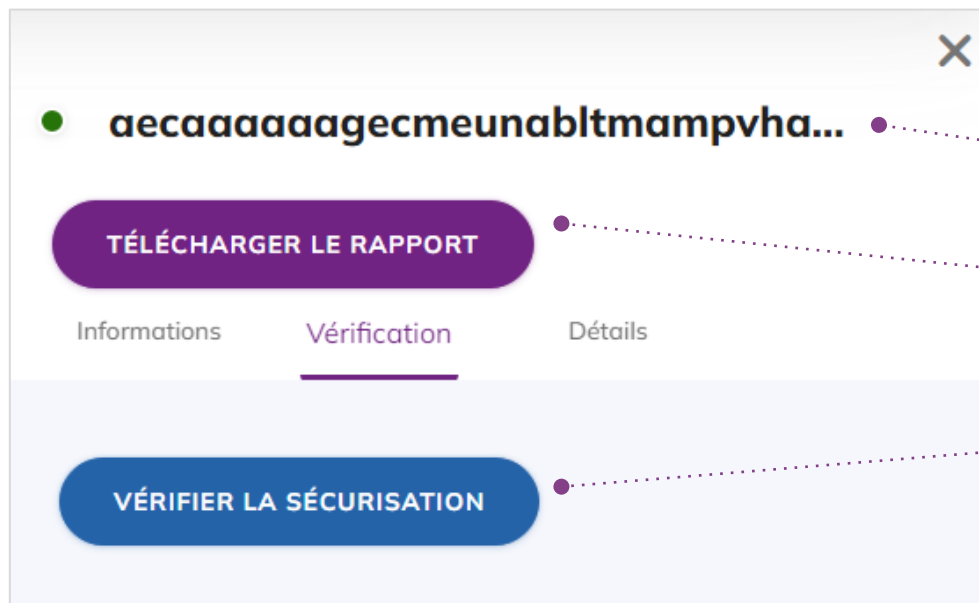 aecaaaaaagecmeunabltmampvha...
TÉLÉCHARGER LE RAPPORT
Informations Vérification Détails
VÉRIFIER LA SÉCURISATION